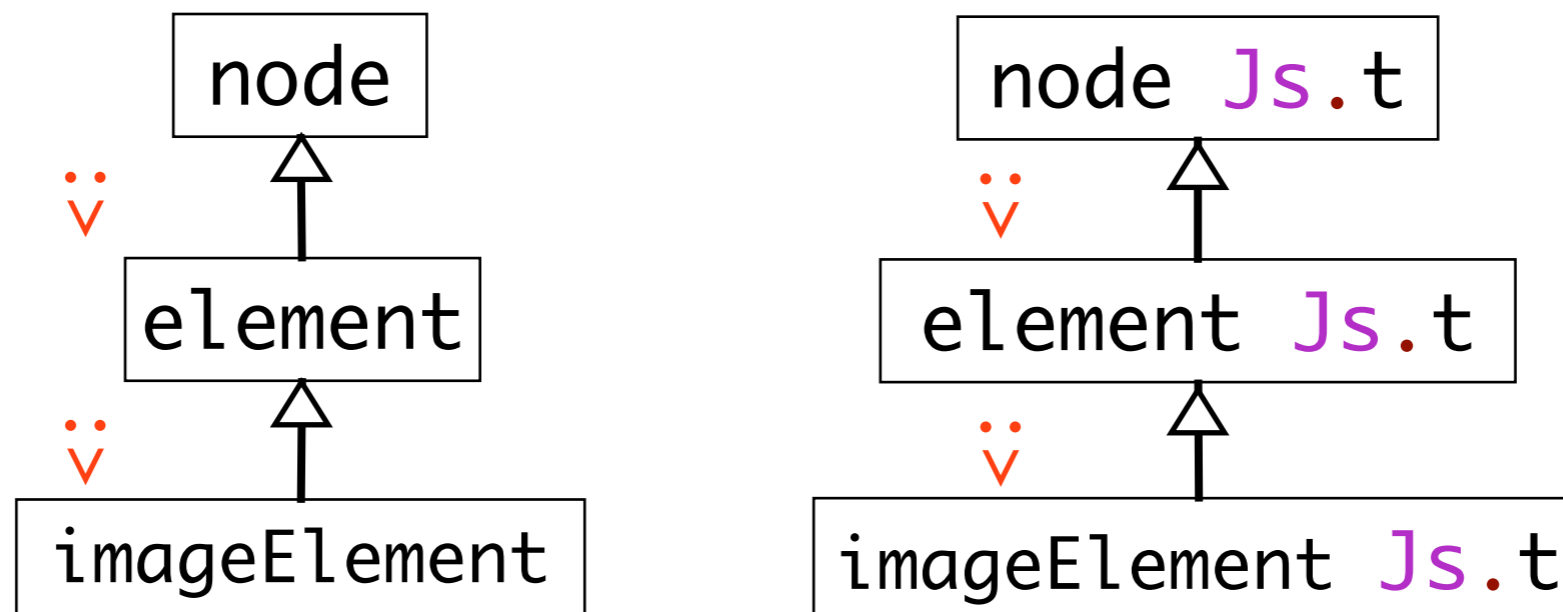 node
:>
element
:>
imageElement
node Js.t
:>
element Js.t
:>
imageElement Js.t